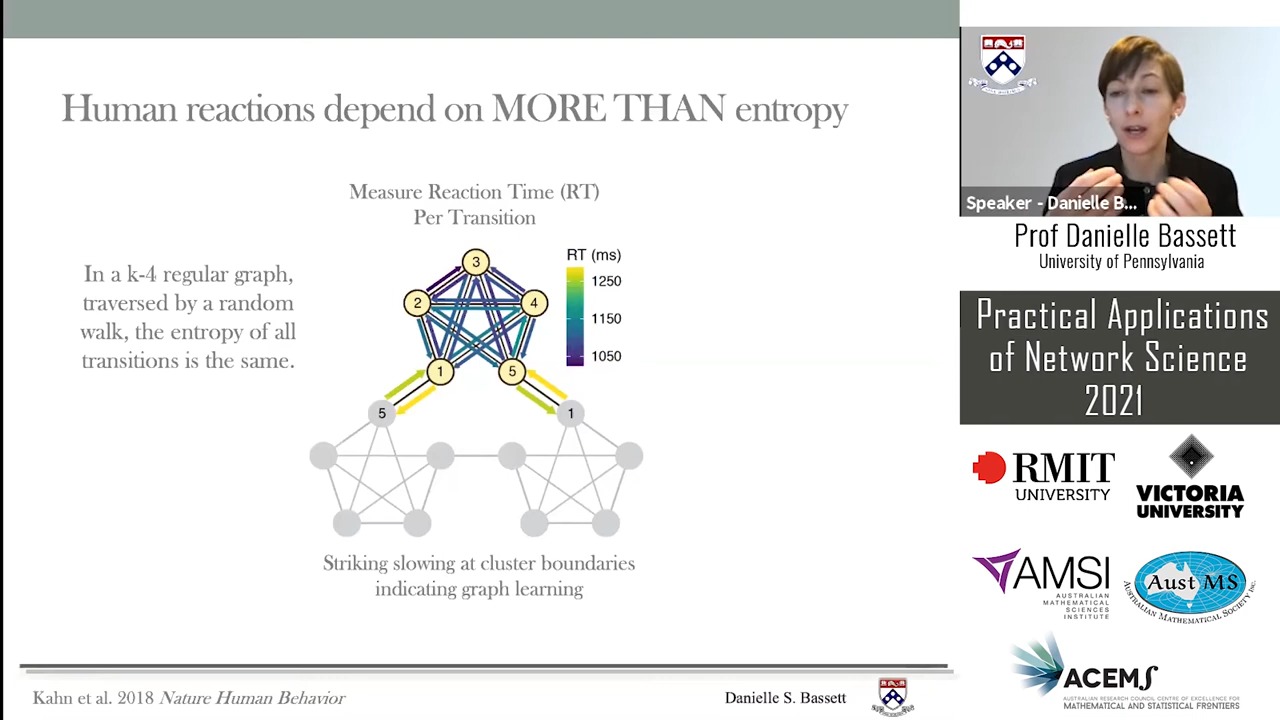 Human reactions depend on MORE THAN entropy
Measure Reaction Time (RT)
Per Transition
In a k-4 regular graph,
traversed by a random
walk, the entropy of all
transitions is the same.
RT (ms)
1250
1150
1050
3
2
4
1
5
5
1
Striking slowing at cluster boundaries
indicating graph learning
Kahn et al. 2018 Nature Human Behavior
Danielle S. Bassett
Speaker - Danielle B...
Prof Danielle Bassett
University of Pennsylvania
Practical Applications
of Network Science
2021
RMIT
UNIVERSITY
VICTORIA
UNIVERSITY
AMSI
AUSTRALIAN
MATHEMATICAL
SCIENCES
INSTITUTE
Aust MS
AUSTRALIAN MATHEMATICAL SOCIETY Inc.
ACEMS
AUSTRALIAN RESEARCH COUNCIL CENTRE OF EXCELLENCE FOR
MATHEMATICAL AND STATISTICAL FRONTIERS